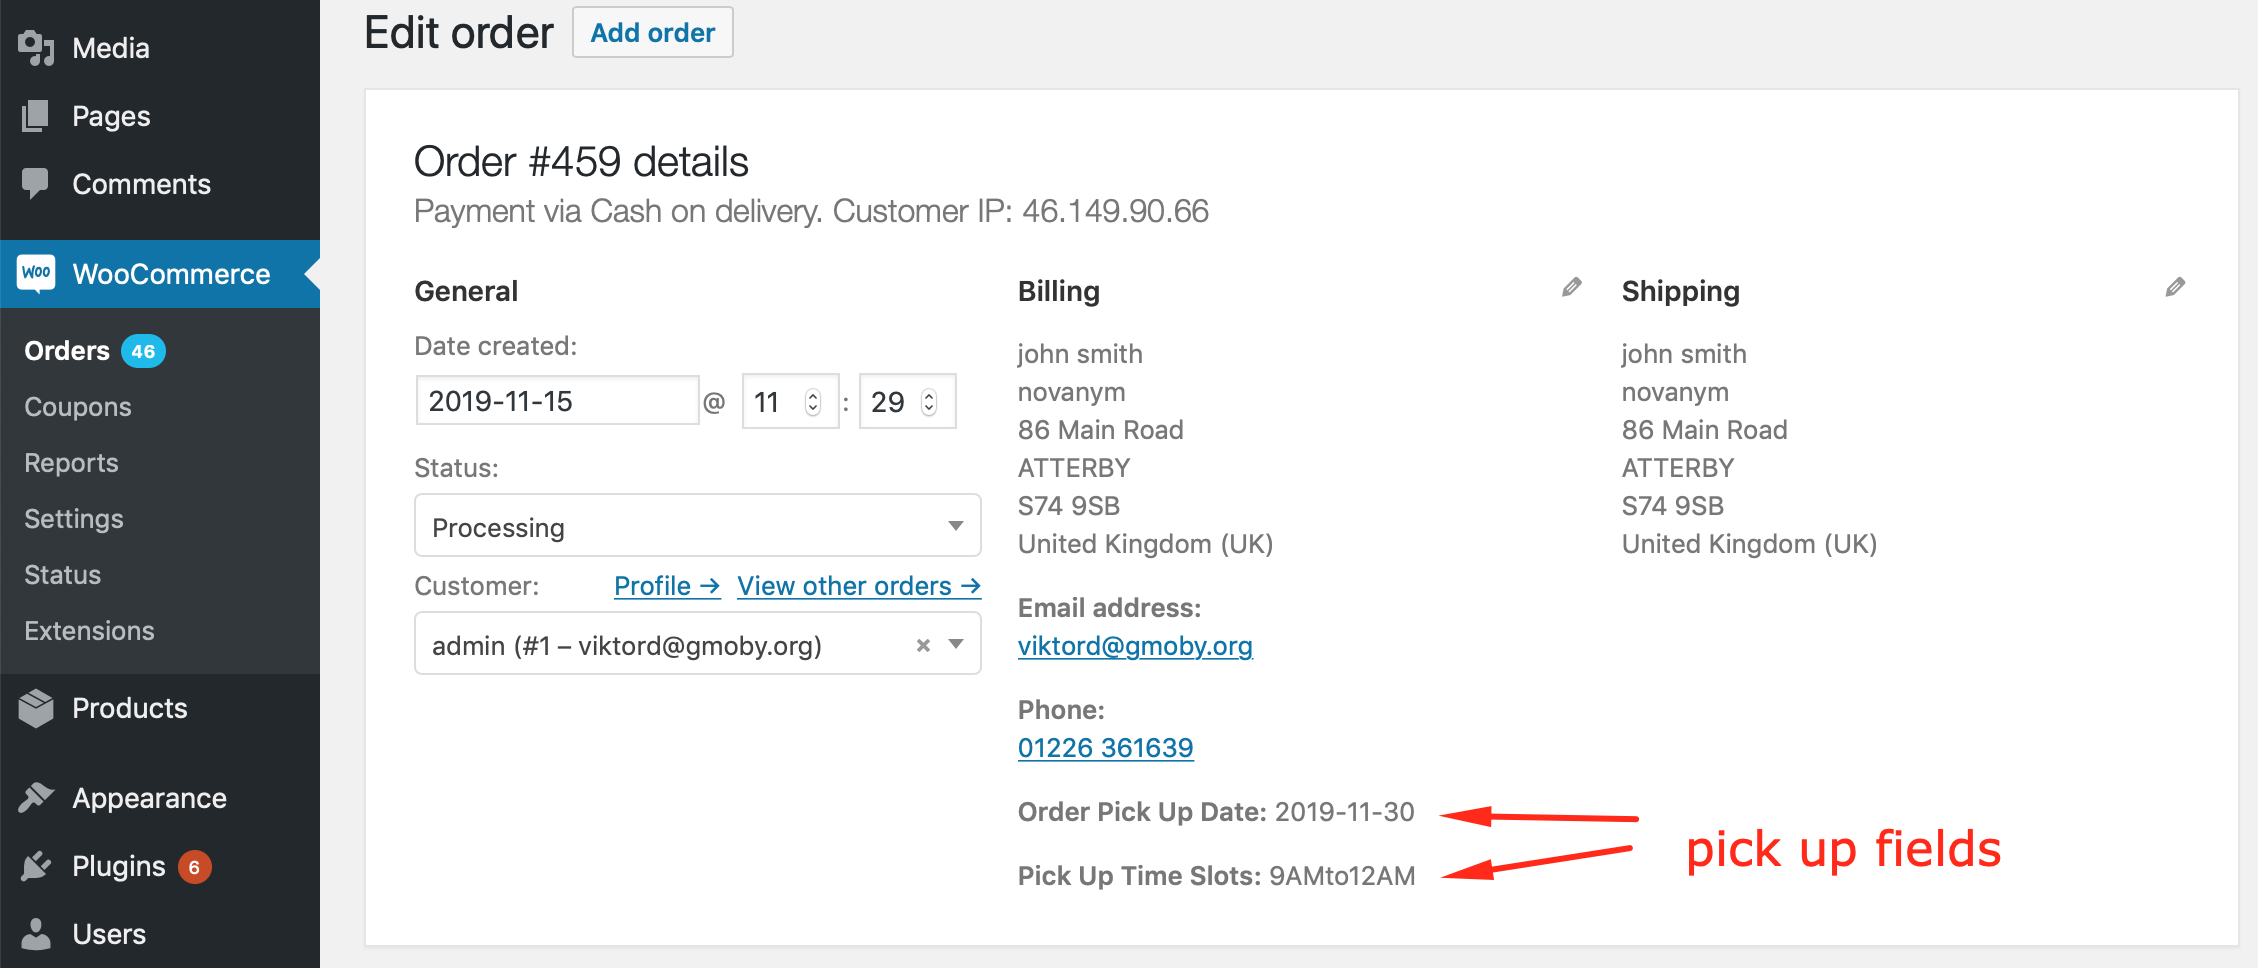 Media
Pages
Comments
Woo WooCommerce
Orders 46
Coupons
Reports
Settings
Status
Extensions
Products
Appearance
Plugins 6
Users
Edit order Add order
Order #459 details
Payment via Cash on delivery. Customer IP: 46.149.90.66
General
Date created:
2019-11-15 @ 11 : 29
Status:
Processing
Customer: Profile → View other orders →
admin (#1 – viktord@gmoby.org) ×
Billing
john smith
novanym
86 Main Road
ATTERBY
S74 9SB
United Kingdom (UK)
Email address:
viktord@gmoby.org
Phone:
01226 361639
Order Pick Up Date: 2019-11-30
Pick Up Time Slots: 9AMto12AM
pick up fields
Shipping
john smith
novanym
86 Main Road
ATTERBY
S74 9SB
United Kingdom (UK)